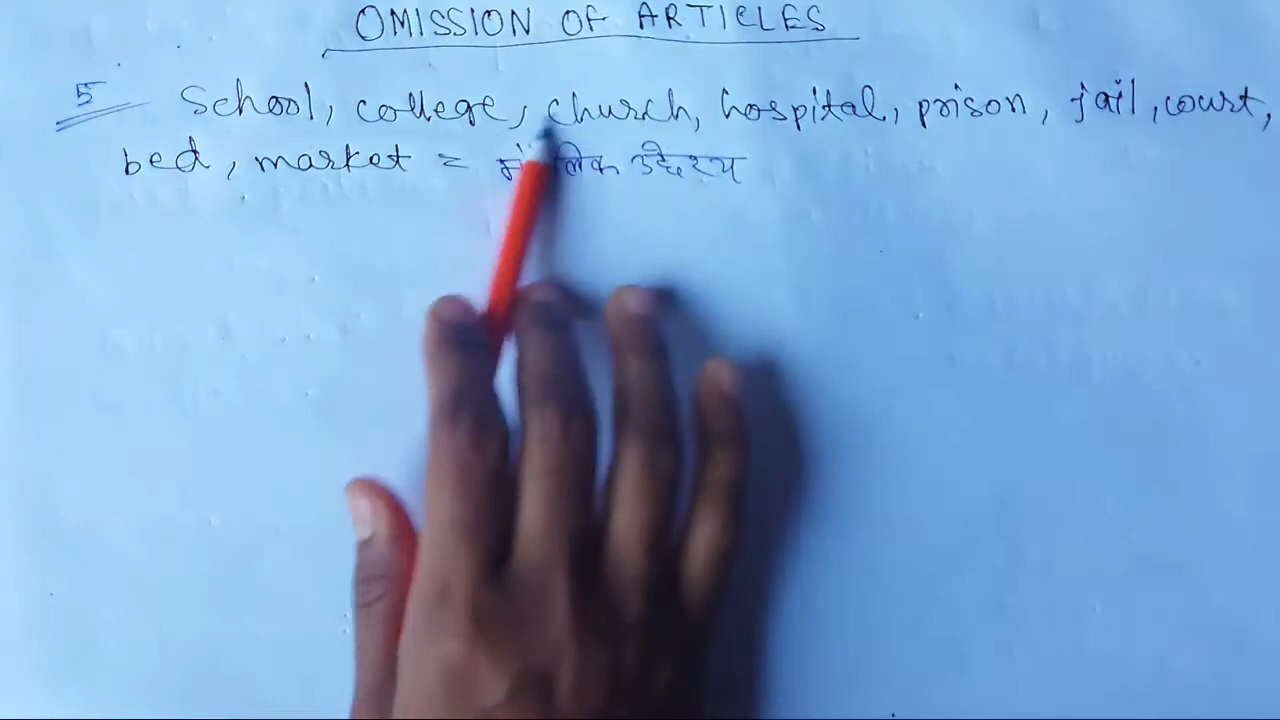 OMISSION OF ARTICLES
5 School, college, church, hospital, prison, jail, court,
bed, market = उद्देश्य